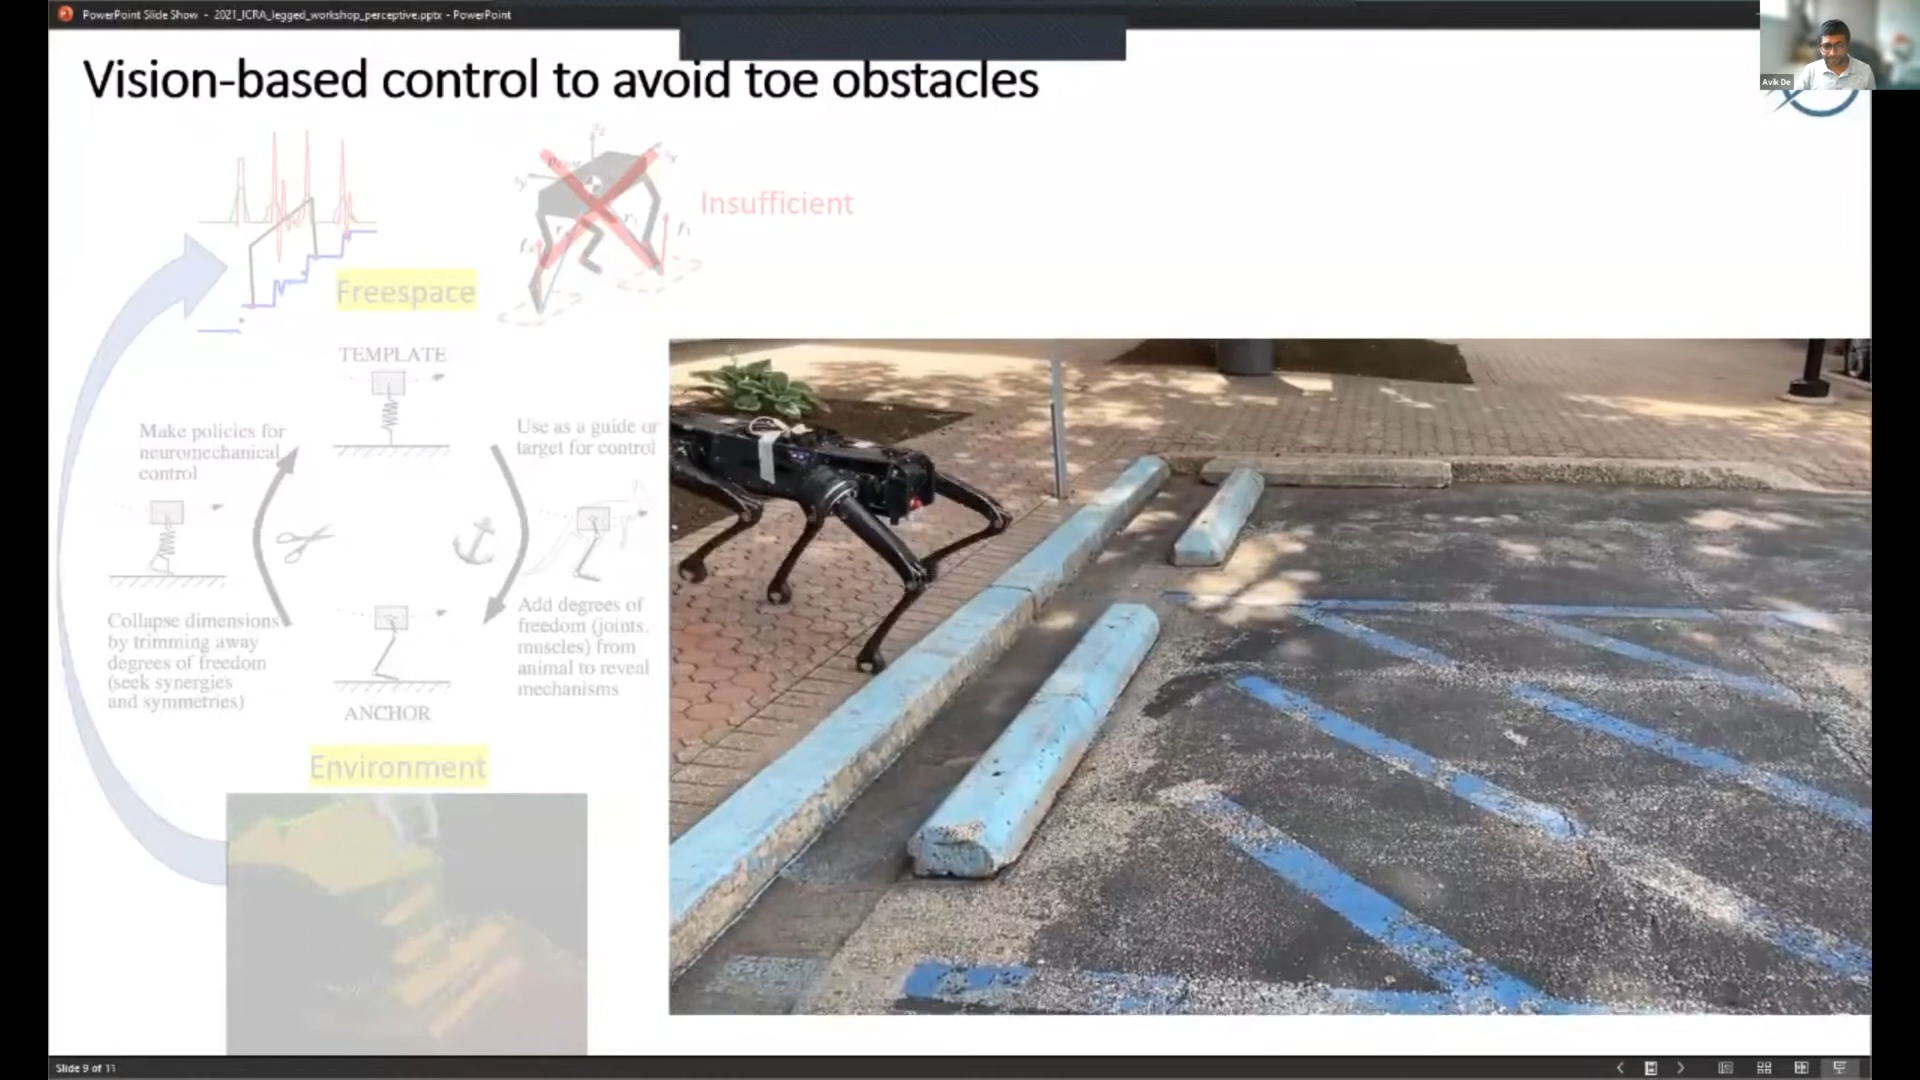 PowerPoint Slide Show - 2021_ICRA_legged_workshop_perceptive.pptx - PowerPoint
Avik De
Vision-based control to avoid toe obstacles
Insufficient
Freespace
TEMPLATE
Make policies for
neuromechanical
control
Use as a guide or
target for control
Collapse dimensions
by trimming away
degrees of freedom
(seek synergies
and symmetries)
Add degrees of
freedom (joints,
muscles) from
animal to reveal
mechanisms
ANCHOR
Environment
Slide 9 of 11